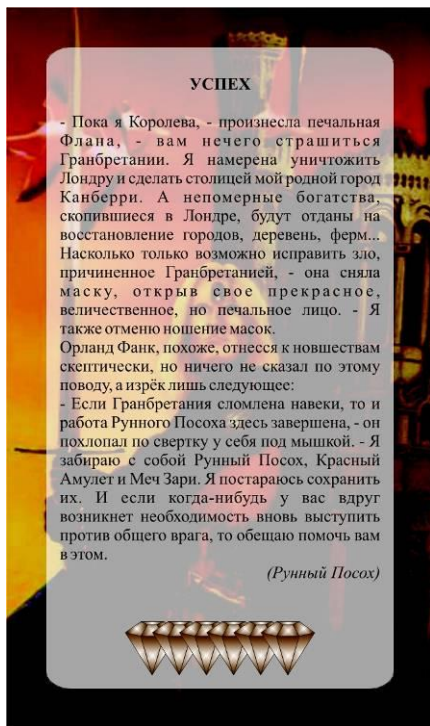 УСПЕХ
- Пока я Королева, - произнесла печальная
Флана, - вам нечего страшиться
Гранбретании. Я намерена уничтожить
Лондру и сделать столицей мой родной город
Канберри. А непомерные богатства,
скопившиеся в Лондре, будут отданы на
восстановление городов, деревень, ферм...
Насколько только возможно исправить зло,
причиненное Гранбретанией, - она сняла
маску, открыв свое прекрасное,
величественное, но печальное лицо. - Я
также отменю ношение масок.
Орланд Фанк, похоже, отнесся к новшествам
скептически, но ничего не сказал по этому
поводу, а изрёк лишь следующее:
- Если Гранбретания сломлена навеки, то и
работа Рунного Посоха здесь завершена, - он
похлопал по свертку у себя под мышкой. - Я
забираю с собой Рунный Посох, Красный
Амулет и Меч Зари. Я постараюсь сохранить
их. И если когда-нибудь у вас вдруг
возникнет необходимость вновь выступить
против общего врага, то обещаю помочь вам
в этом.
(Рунный Посох)